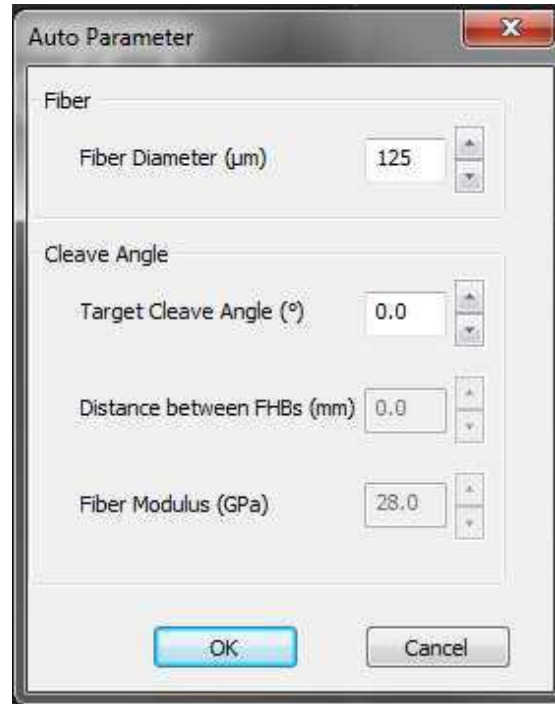 Auto Parameter
Fiber
Fiber Diameter (µm) 125
Cleave Angle
Target Cleave Angle (°) 0.0
Distance between FHBs (mm) 0.0
Fiber Modulus (GPa) 28.0
OK Cancel